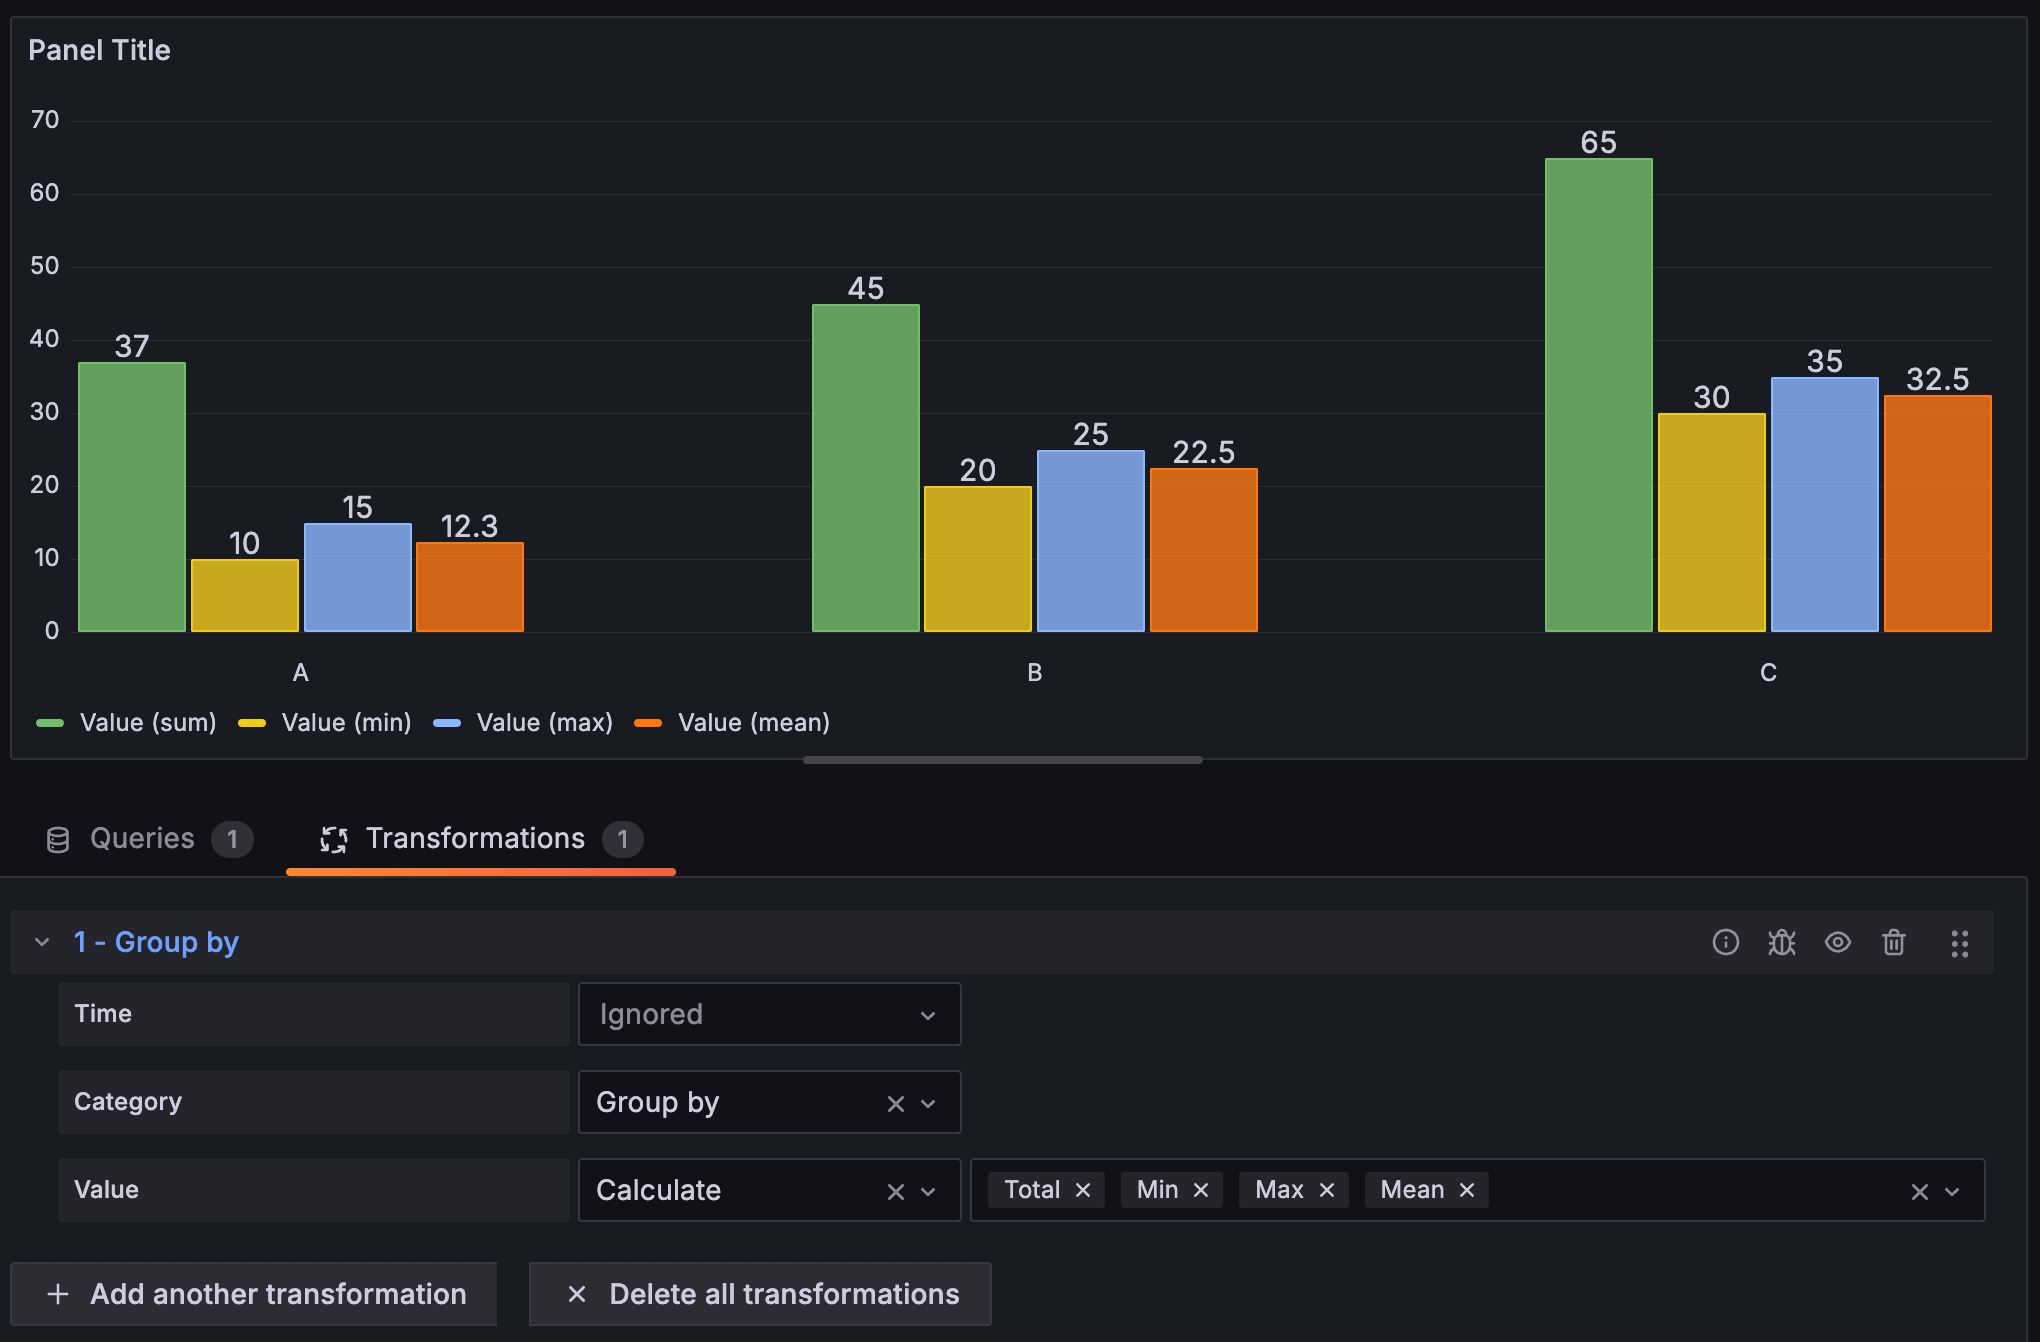 Panel Title
70
65
60
50
45
40
37
35
32.5
30
30
25
22.5
20
20
15
12.3
10
10
0
A B C
Value (sum) Value (min) Value (max) Value (mean)
Queries 1 Transformations 1
1 - Group by
Time Ignored
Category Group by
Value Calculate Total Min Max Mean
Add another transformation Delete all transformations